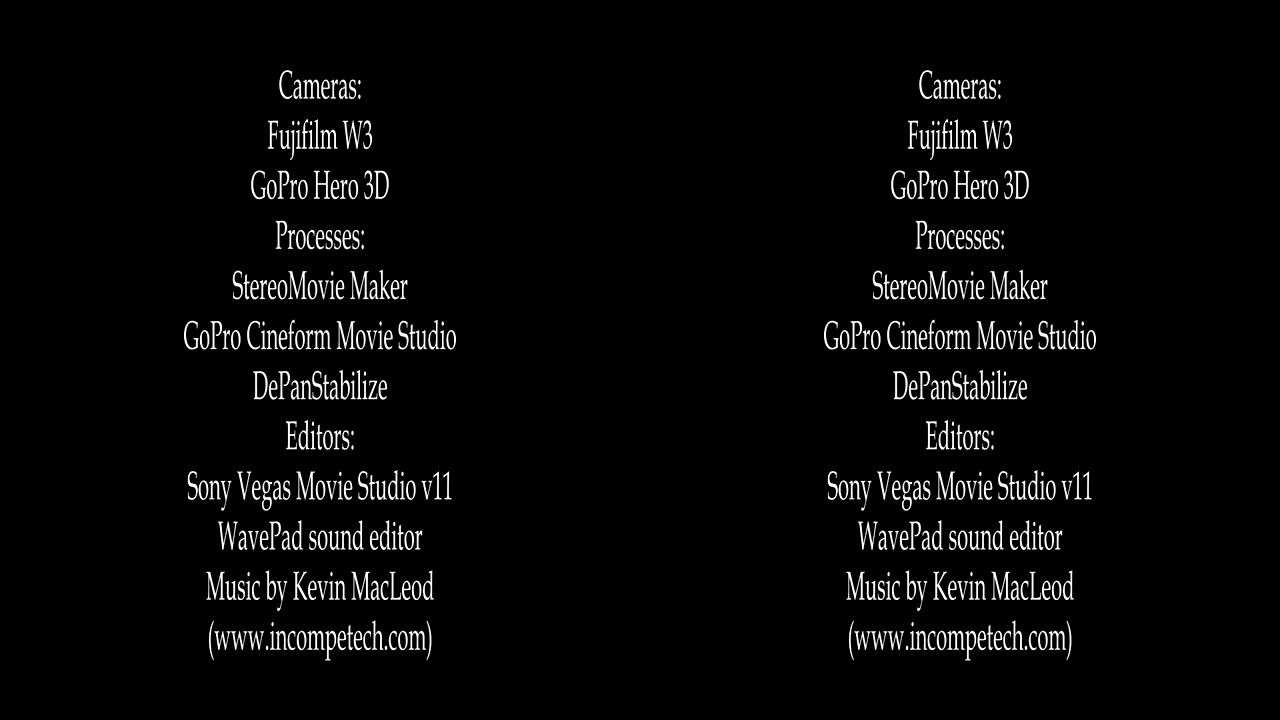 Cameras:
Fujifilm W3
GoPro Hero 3D
Processes:
StereoMovie Maker
GoPro Cineform Movie Studio
DePanStabilize
Editors:
Sony Vegas Movie Studio v11
WavePad sound editor
Music by Kevin MacLeod
(www.incompetech.com)
Cameras:
Fujifilm W3
GoPro Hero 3D
Processes:
StereoMovie Maker
GoPro Cineform Movie Studio
DePanStabilize
Editors:
Sony Vegas Movie Studio v11
WavePad sound editor
Music by Kevin MacLeod
(www.incompetech.com)